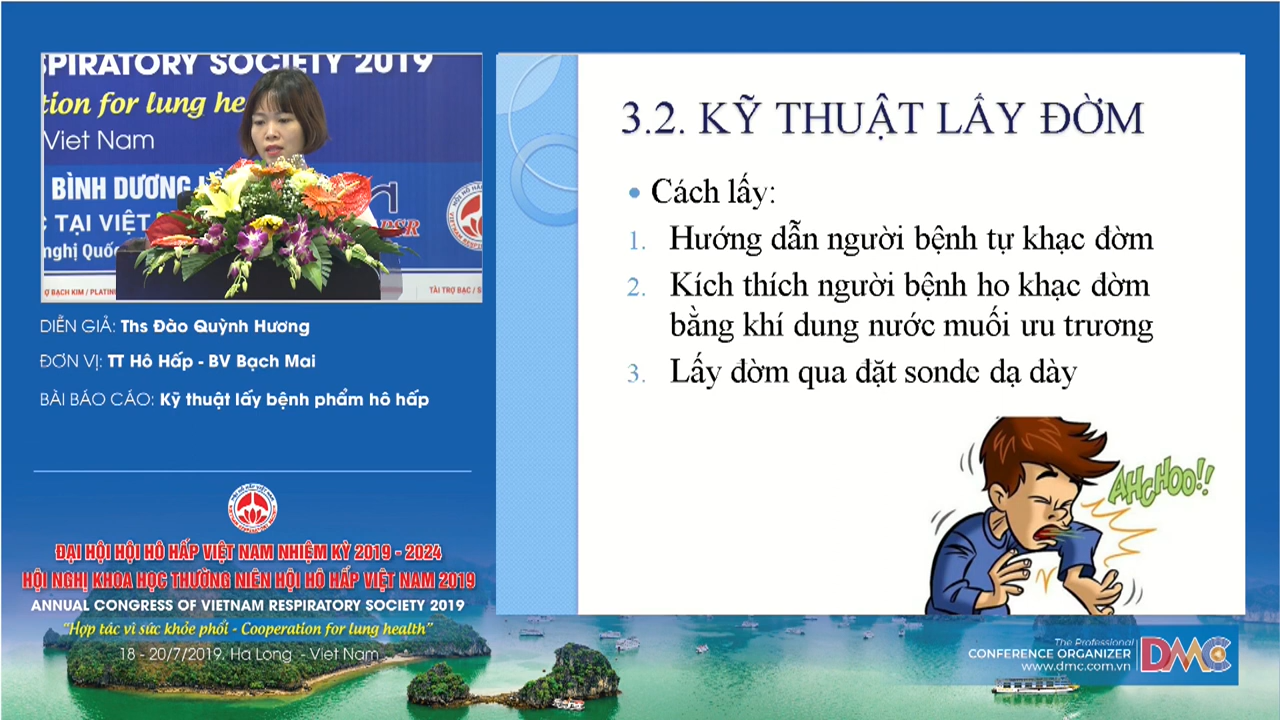 SPIRATORY SOCIETY 2019
tion for lung he
Viet Nam
BÌNH DƯƠNG
TẠI VIỆT
PSR
nghị Quốc
Ợ BẠCH KIM / PLATIN
TÀI TRỢ BẠC / S
DIỄN GIẢ: Ths Đào Quỳnh Hương
ĐƠN VỊ: TT Hô Hấp - BV Bạch Mai
BÀI BÁO CÁO: Kỹ thuật lấy bệnh phẩm hô hấp
ĐẠI HỘI HỘI HÔ HẤP VIỆT NAM NHIỆM KỲ 2019 - 2024
HỘI NGHỊ KHOA HỌC THƯỜNG NIÊN HỘI HÔ HẤP VIỆT NAM 2019
ANNUAL CONGRESS OF VIETNAM RESPIRATORY SOCIETY 2019
“Hợp tác vì sức khỏe phổi - Cooperation for lung health”
18 - 20/7/2019. Ha Long - Viet Nam
3.2. KỸ THUẬT LẤY ĐỜM
• Cách lấy:
1. Hướng dẫn người bệnh tự khạc đờm
2. Kích thích người bệnh ho khạc đờm
bằng khí dung nước muối ưu trương
3. Lấy đờm qua đặt sonde dạ dày
AHCHOO!!
The Professional
CONFERENCE ORGANIZER
www.dmc.com.vn
DMC